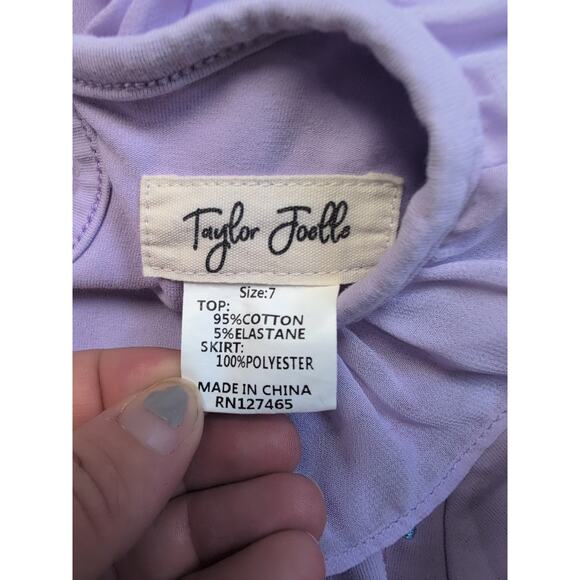 Taylor Joelle
Size:7
TOP:
95%COTTON
5%ELASTANE
SKIRT:
100%POLYESTER
MADE IN CHINA
RN127465